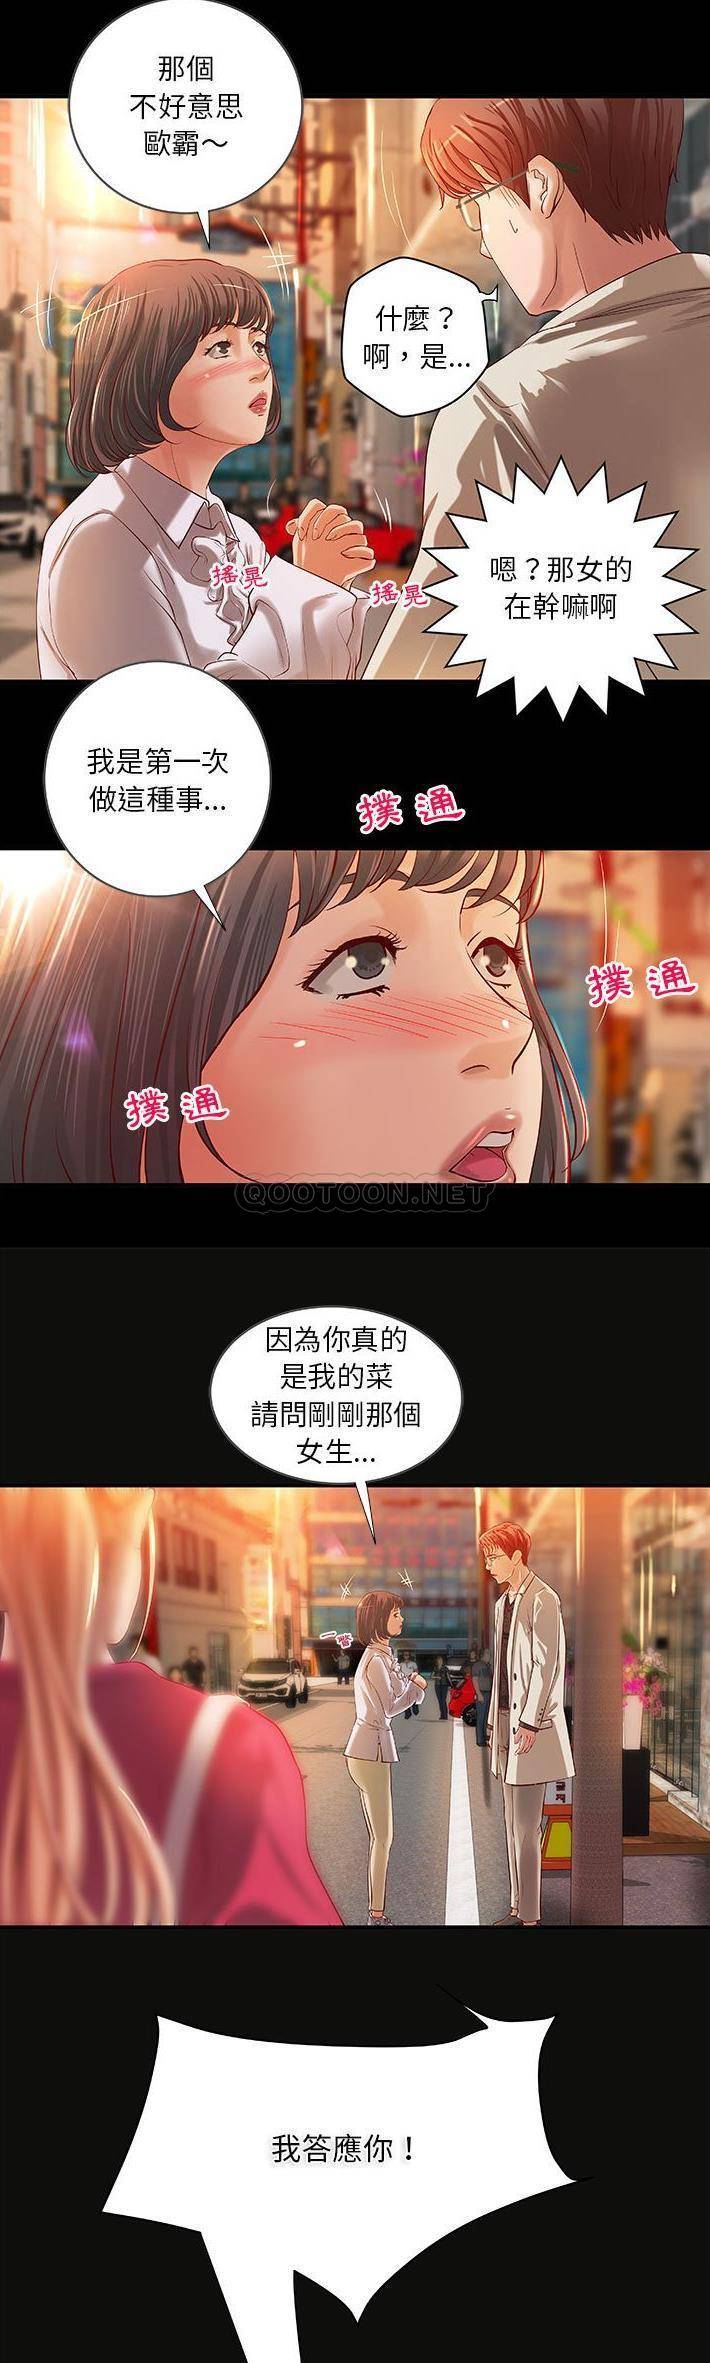 那個
不好意思
歐霸～
什麼？
啊，是...
搖晃
搖晃
嗯？那女的
在幹嘛啊
我是第一次
做這種事...
撲通
撲通
撲通
QOOTOON.NET
因為你真的
是我的菜
請問剛剛那個
女生...
一瞥
我答應你！